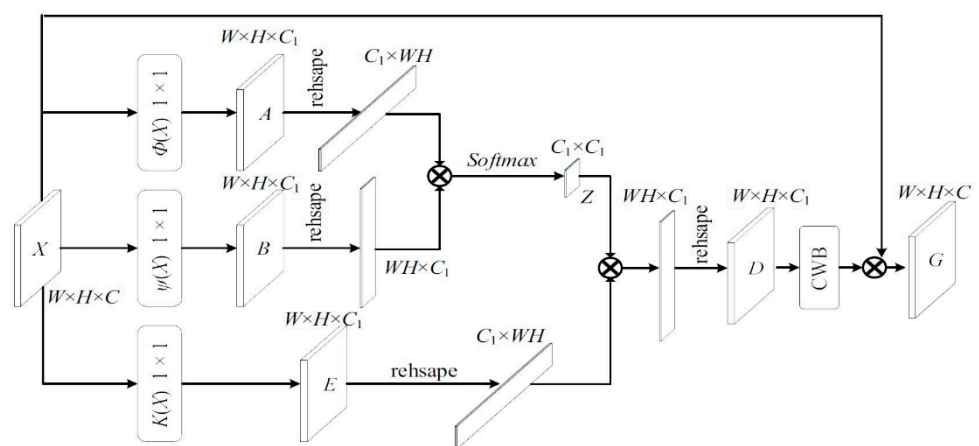 W×H×C₁
C₁×WH
Φ(X) 1×1
A
rehsape
Softmax
C₁×C₁
Z
W×H×C₁
X
W×H×C
ψ(X) 1×1
B
rehsape
WH×C₁
WH×C₁
rehsape
W×H×C₁
D
CWB
W×H×C
G
W×H×C₁
K(X) 1×1
E
rehsape
C₁×WH